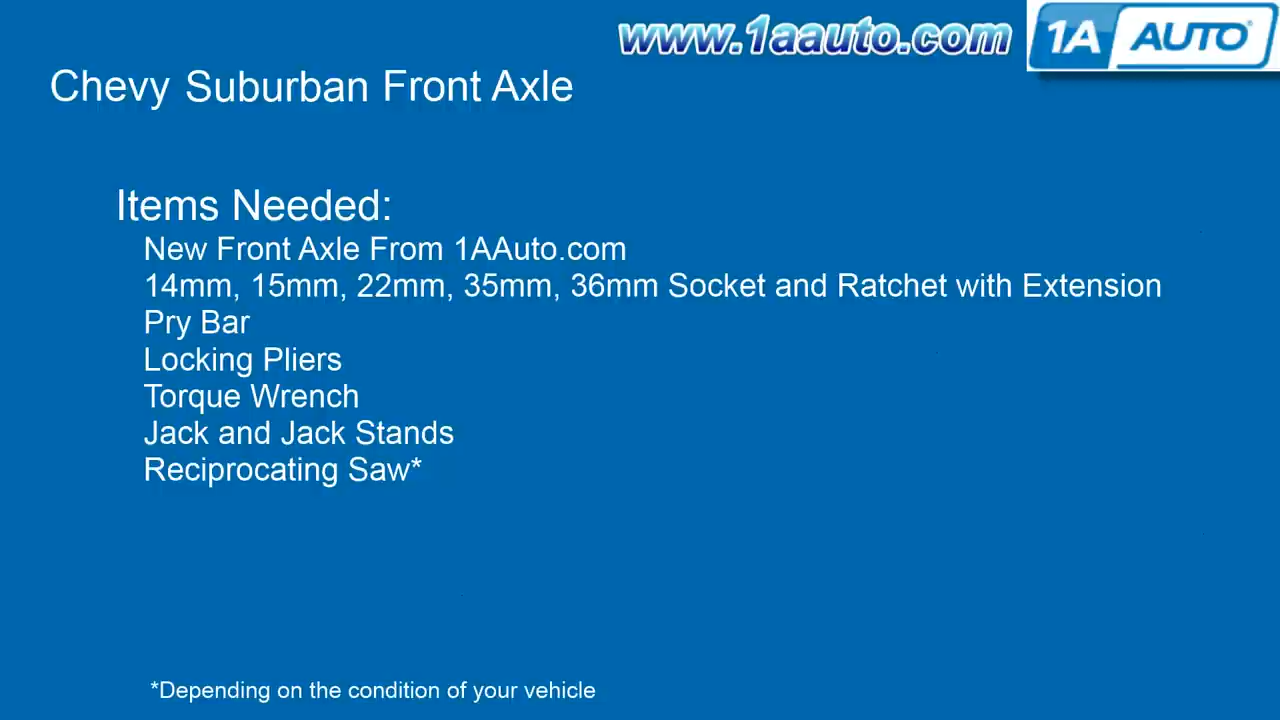 www.1aauto.com
1A AUTO®
Chevy Suburban Front Axle
Items Needed:
New Front Axle From 1AAuto.com
14mm, 15mm, 22mm, 35mm, 36mm Socket and Ratchet with Extension
Pry Bar
Locking Pliers
Torque Wrench
Jack and Jack Stands
Reciprocating Saw*
*Depending on the condition of your vehicle